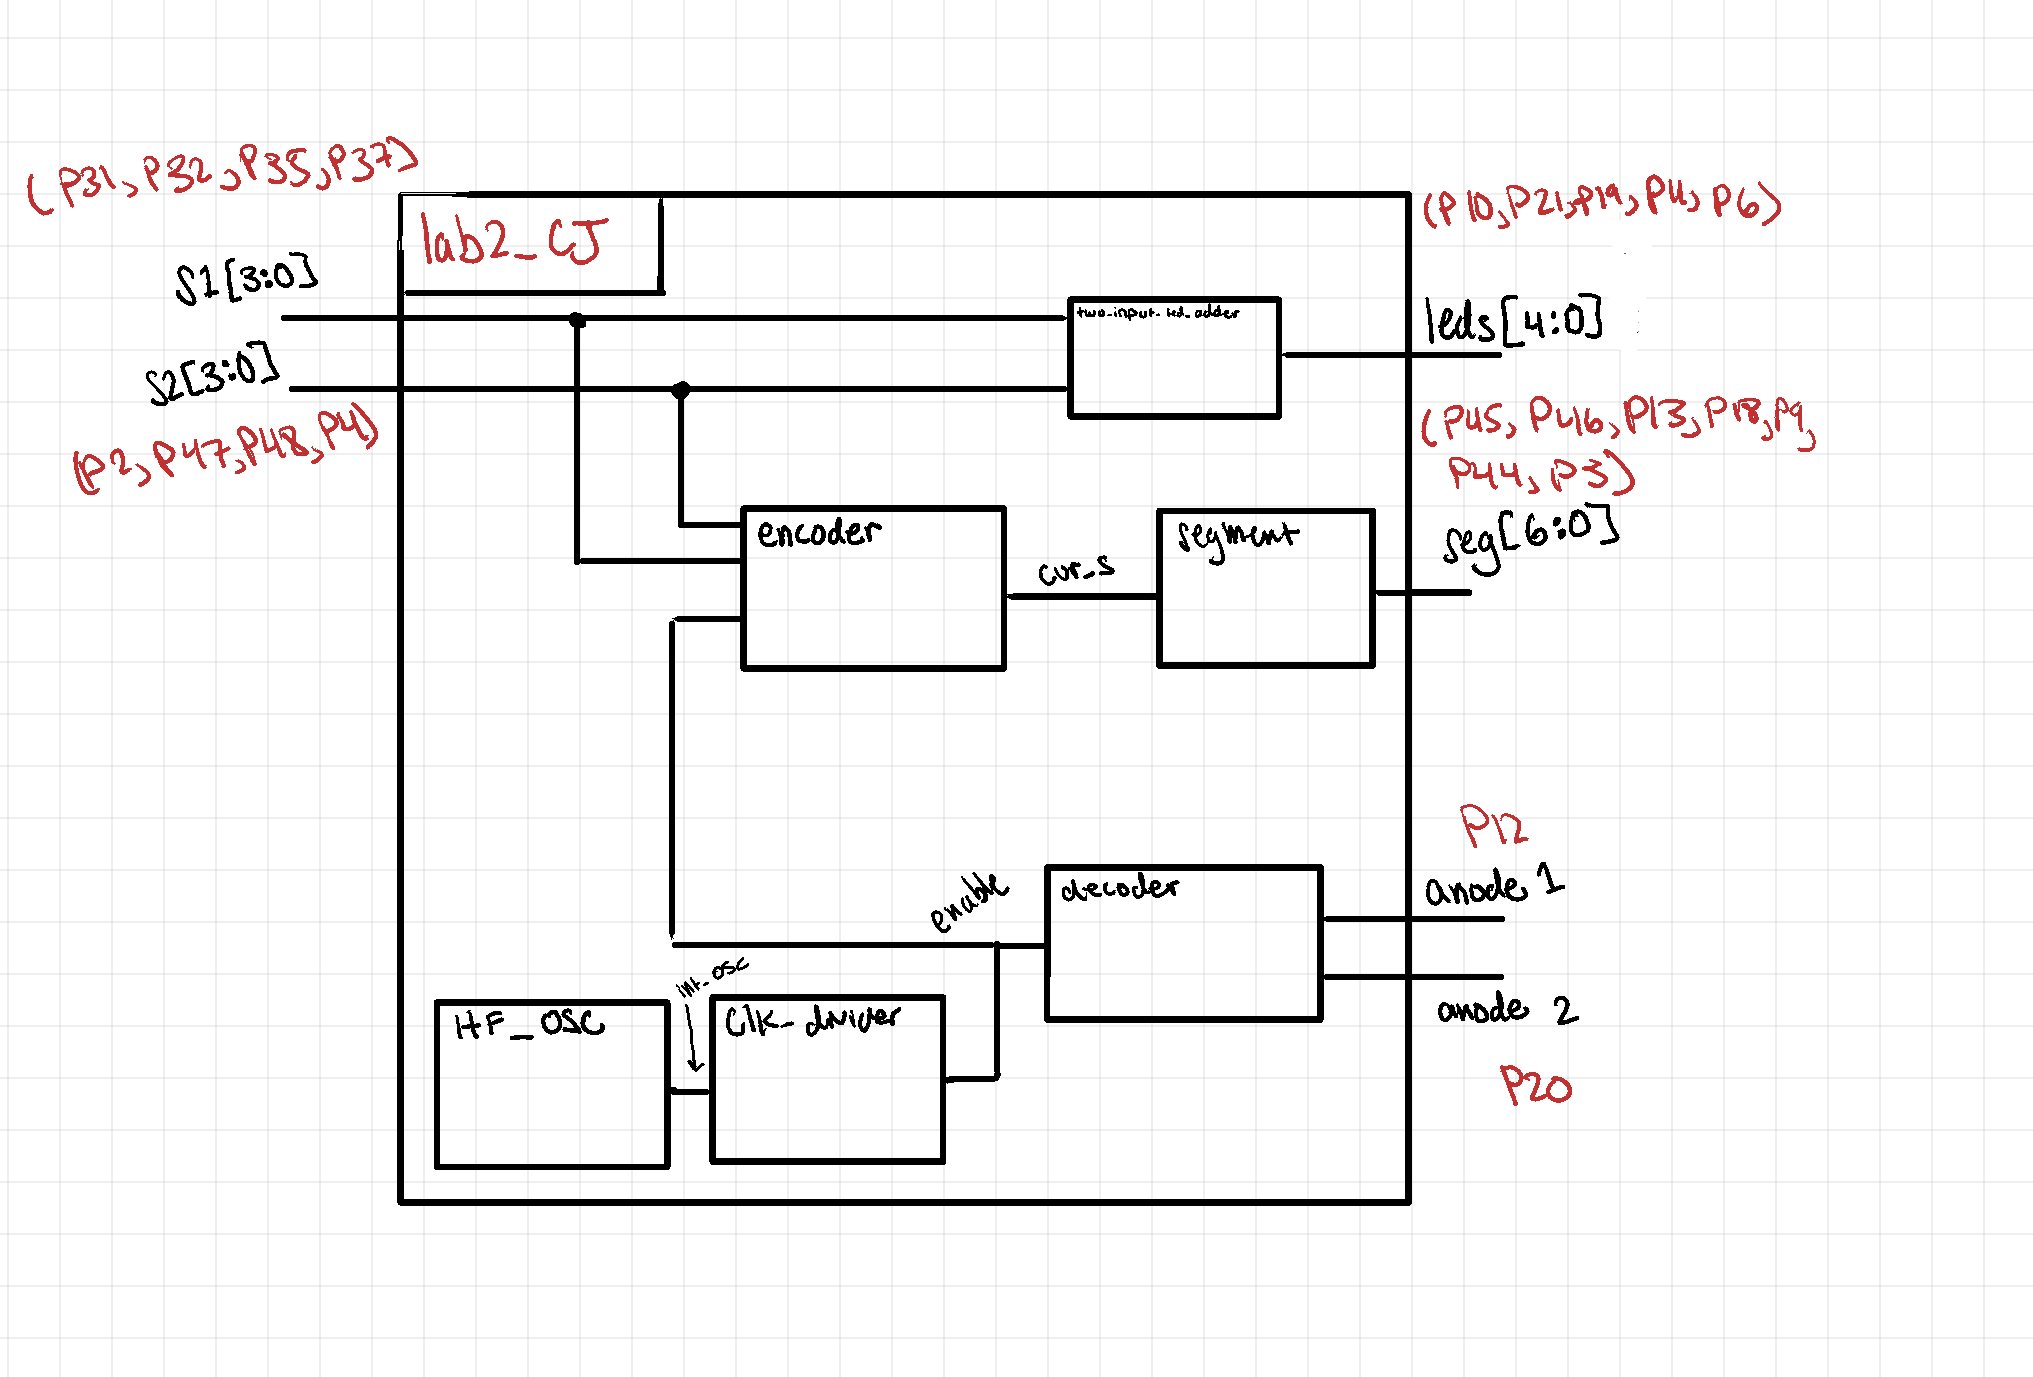 (P31, P32, P35, P37)
lab2_CJ
(P10, P21, P19, P4, P6)
S1[3:0]
two_input_led_adder
leds[4:0]
S2[3:0]
(P2, P47, P48, P4)
(P45, P46, P13, P18, P9,
P44, P3)
encoder
segment
seg[6:0]
cur_s
P12
enable
decoder
anode 1
int_osc
HF_OSC
Clk_divider
anode 2
P20